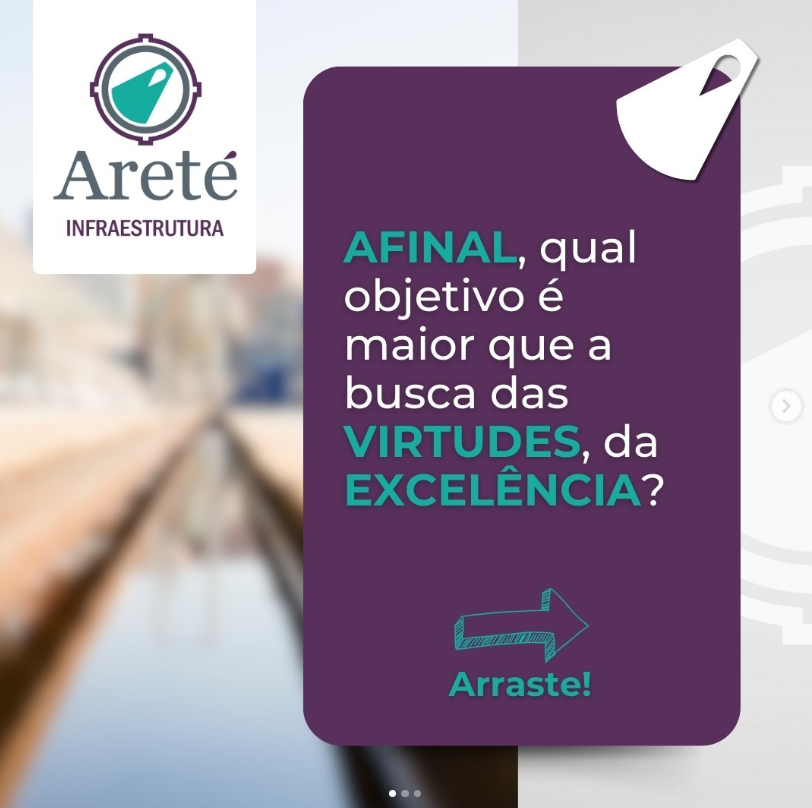 Areté
INFRAESTRUTURA
AFINAL, qual
objetivo é
maior que a
busca das
VIRTUDES, da
EXCELÊNCIA?
Arraste!